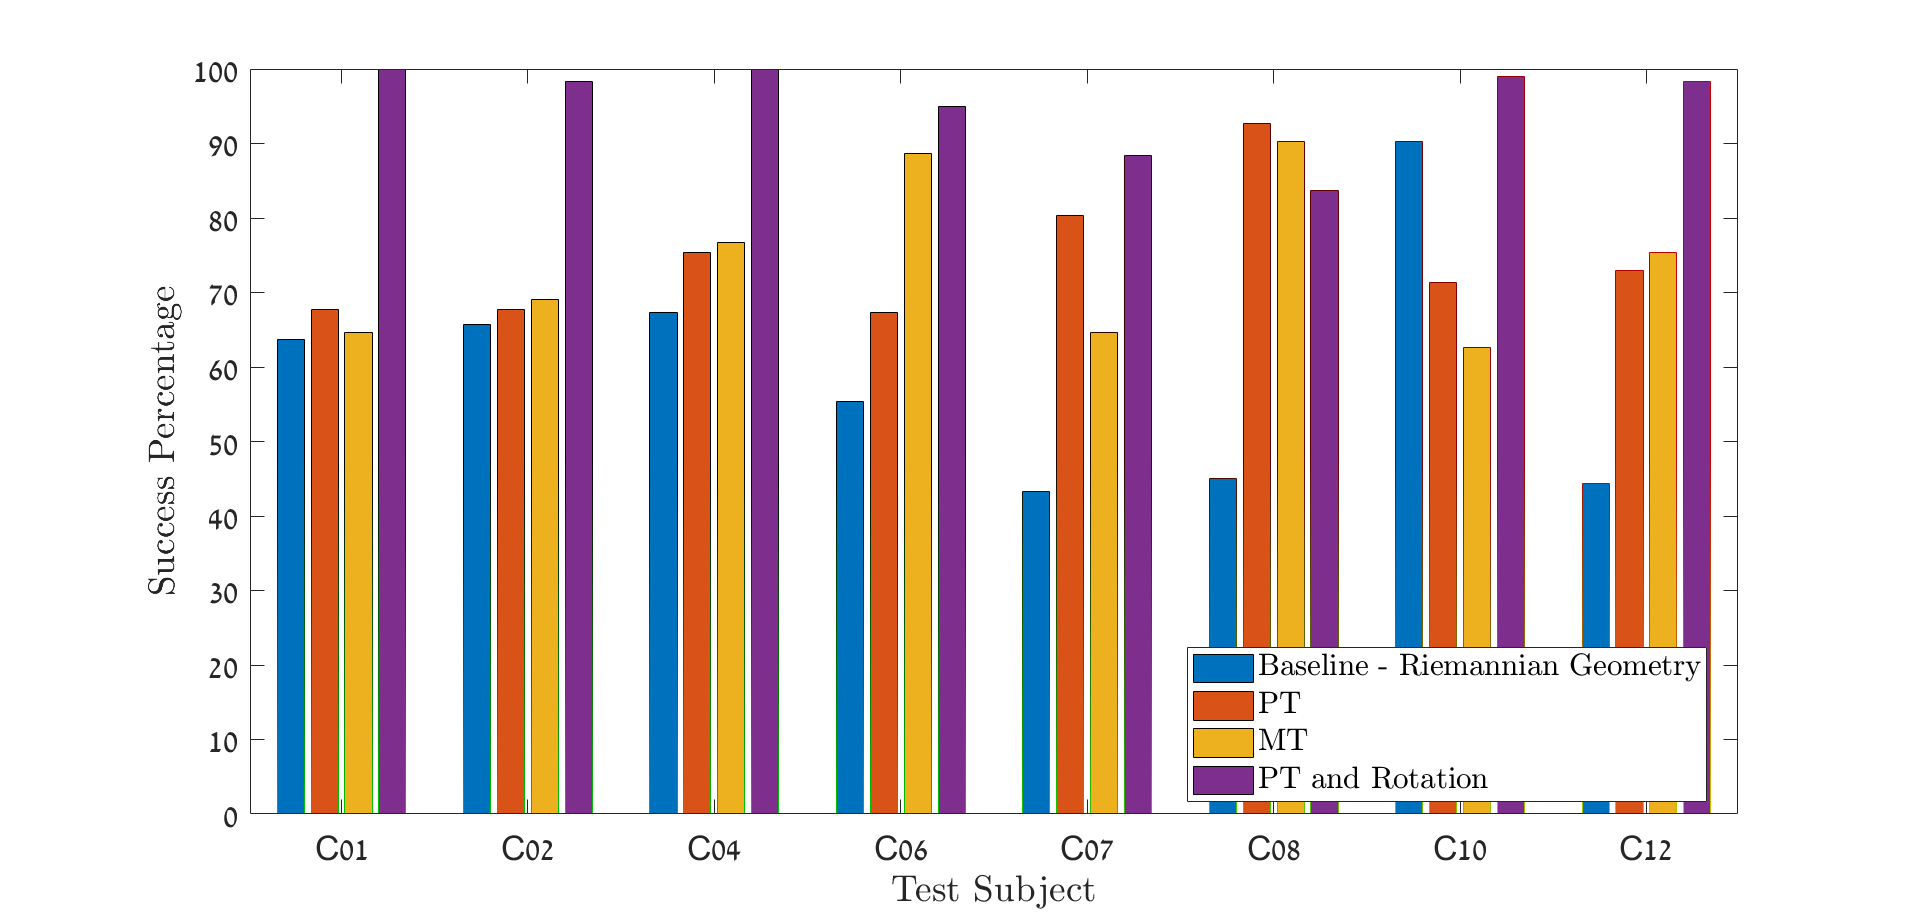 100
90
80
70
60
50
40
30
20
10
0
Success Percentage
Baseline - Riemannian Geometry
PT
MT
PT and Rotation
C01 C02 C04 C06 C07 C08 C10 C12
Test Subject